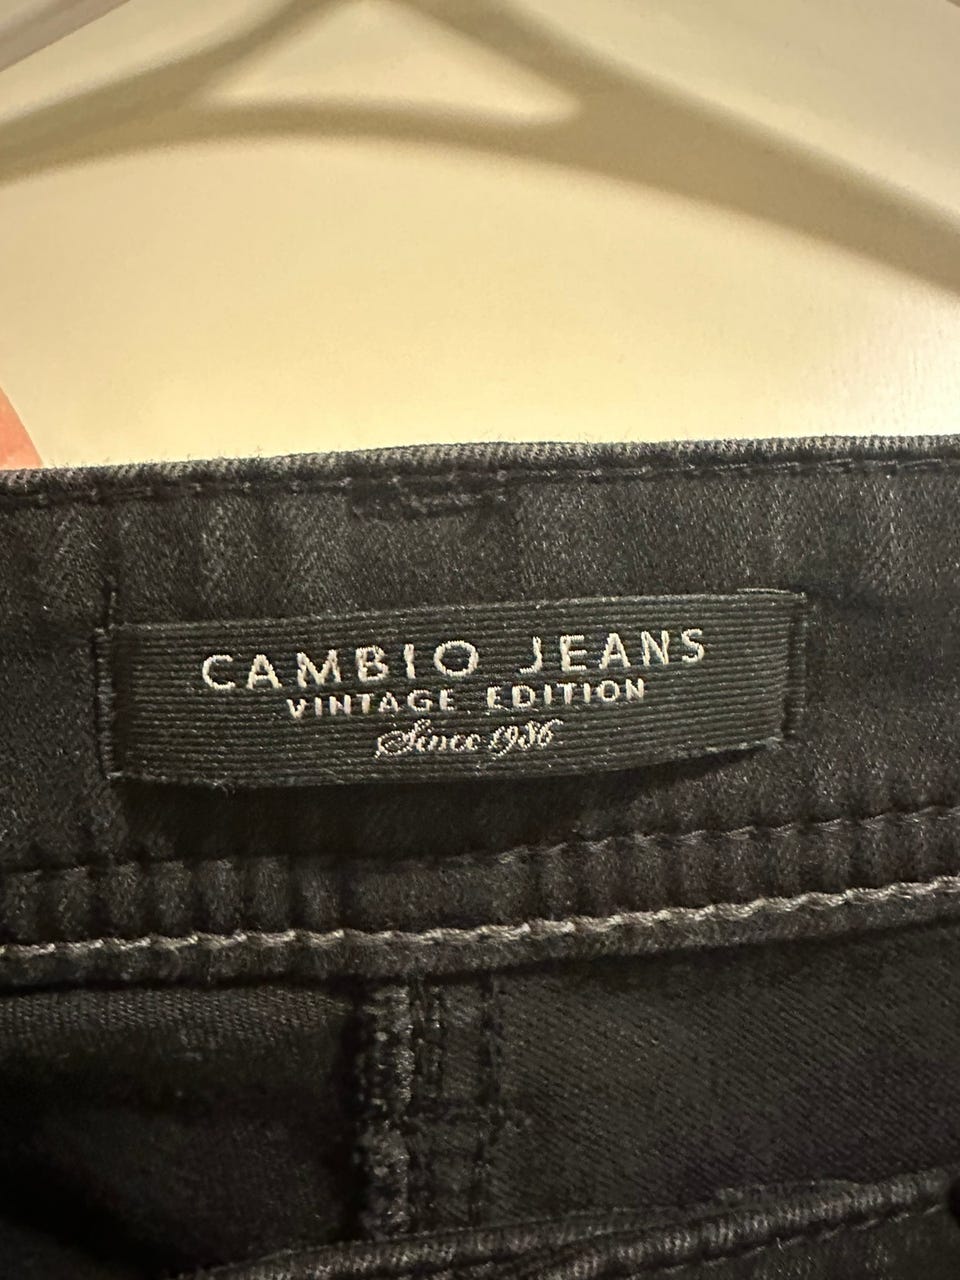 CAMBIO JEANS
VINTAGE EDITION
Since 1986